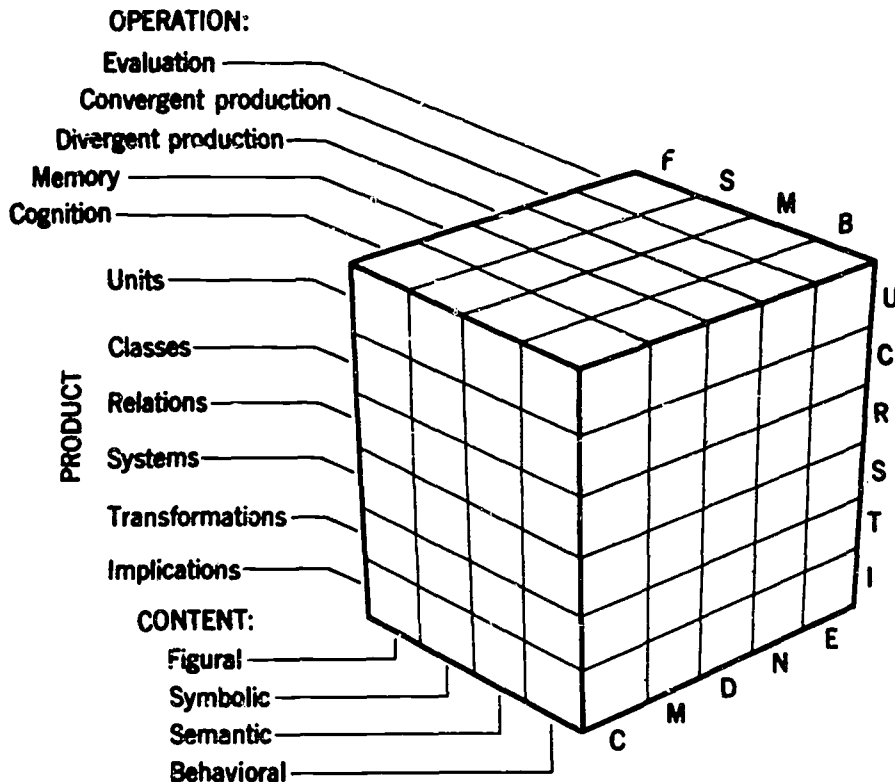 OPERATION:
Evaluation
Convergent production
Divergent production
Memory
Cognition
F
S
M
B
PRODUCT
Units
Classes
Relations
Systems
Transformations
Implications
U
C
R
S
T
I
CONTENT:
Figural
Symbolic
Semantic
Behavioral
C
M
D
N
E